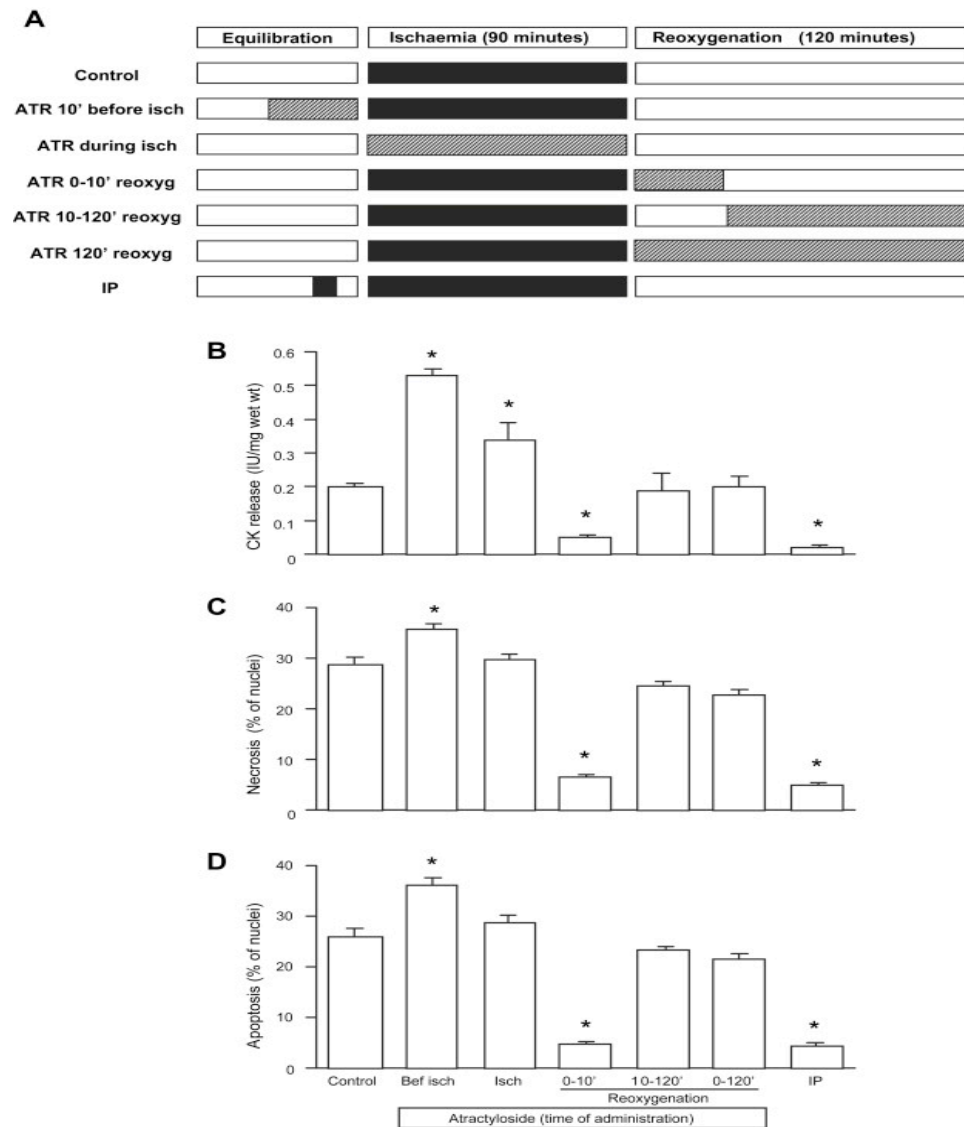 A
Equilibration Ischaemia (90 minutes) Reoxygenation (120 minutes)
Control
ATR 10' before isch
ATR during isch
ATR 0-10' reoxyg
ATR 10-120' reoxyg
ATR 120' reoxyg
IP
B
CK release (IU/mg wet wt)
0.6
0.5
0.4
0.3
0.2
0.1
0
*
*
*
*
C
Necrosis (% of nuclei)
40
30
20
10
0
*
*
*
D
Apoptosis (% of nuclei)
40
30
20
10
0
*
*
*
Control Bef isch Isch 0-10' 10-120' 0-120' IP
Reoxygenation
Atractyloside (time of administration)